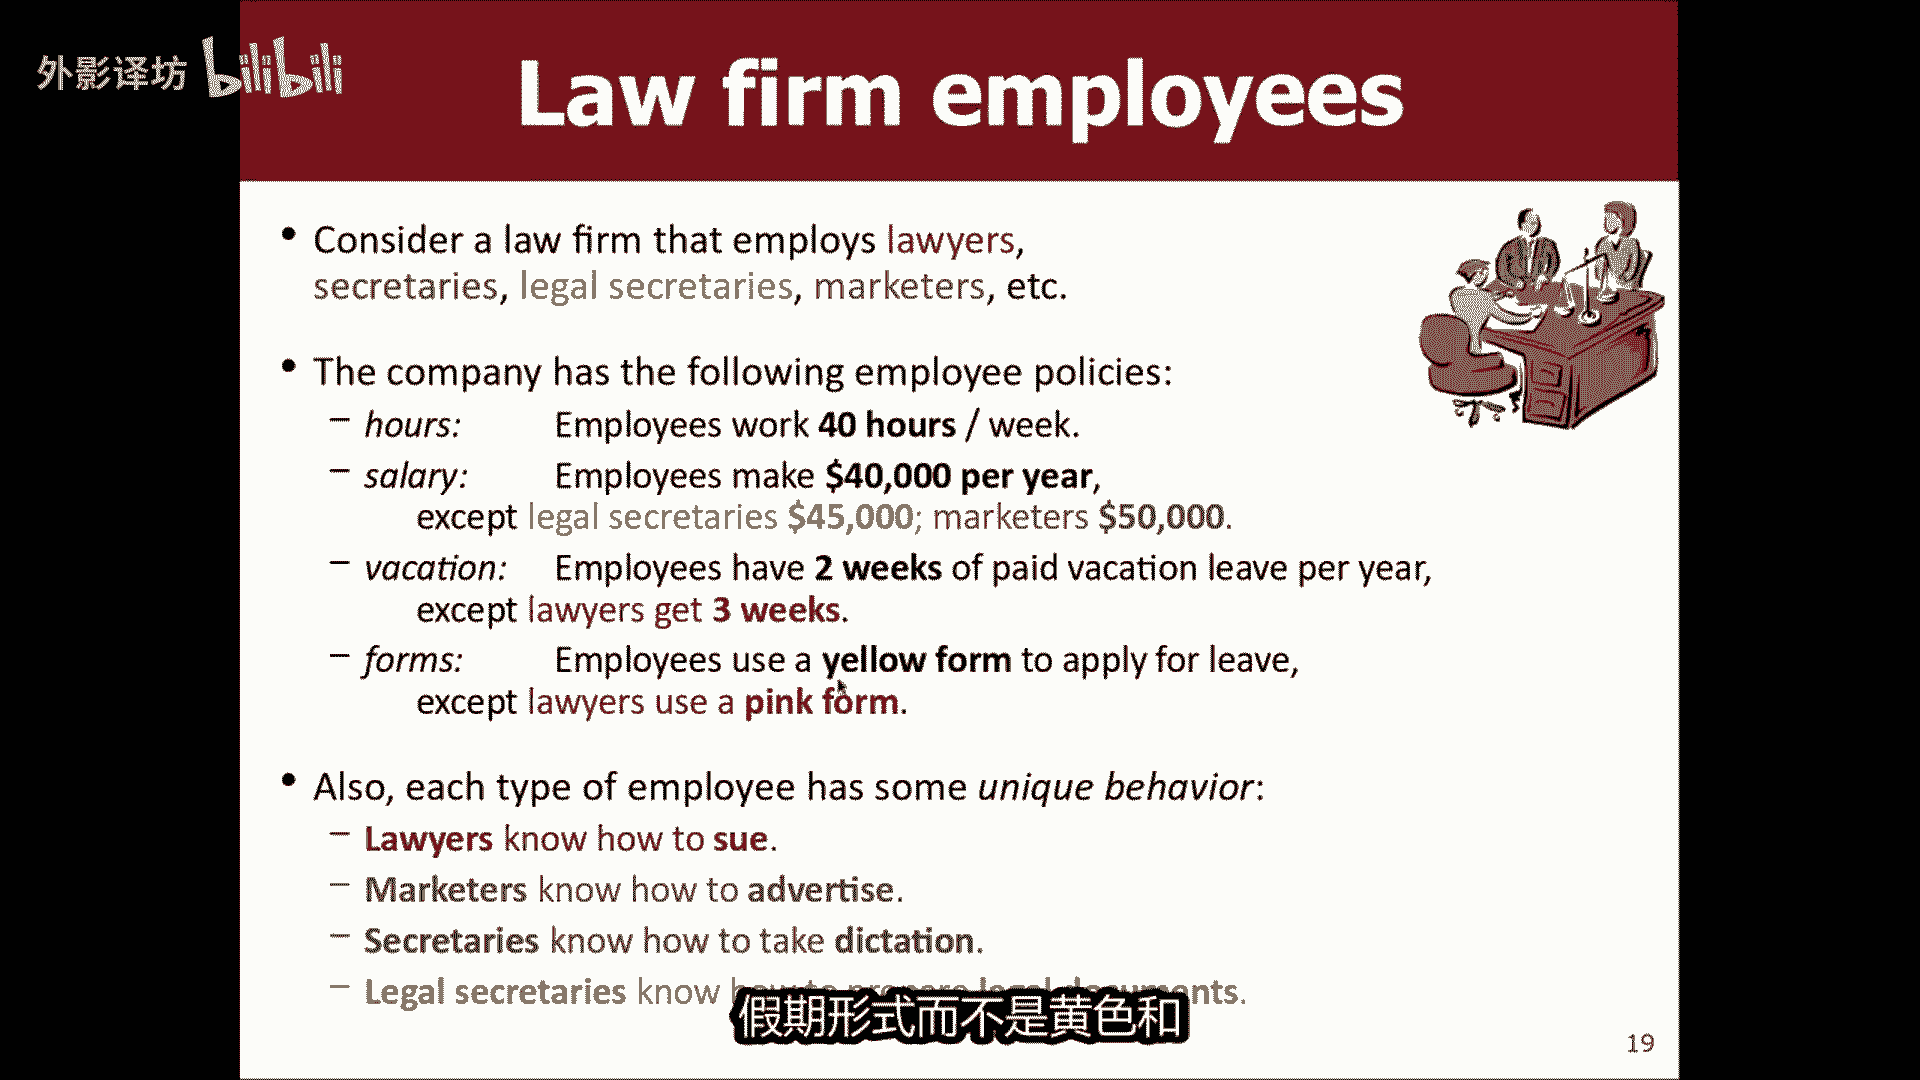 外影译坊 bilibili
Law firm employees
• Consider a law firm that employs lawyers,
secretaries, legal secretaries, marketers, etc.
• The company has the following employee policies:
– hours: Employees work 40 hours / week.
– salary: Employees make $40,000 per year,
except legal secretaries $45,000; marketers $50,000.
– vacation: Employees have 2 weeks of paid vacation leave per year,
except lawyers get 3 weeks.
– forms: Employees use a yellow form to apply for leave,
except lawyers use a pink form.
• Also, each type of employee has some unique behavior:
– Lawyers know how to sue.
– Marketers know how to advertise.
– Secretaries know how to take dictation.
– Legal secretaries know how to prepare legal documents.
假期形式而不是黄色和
19